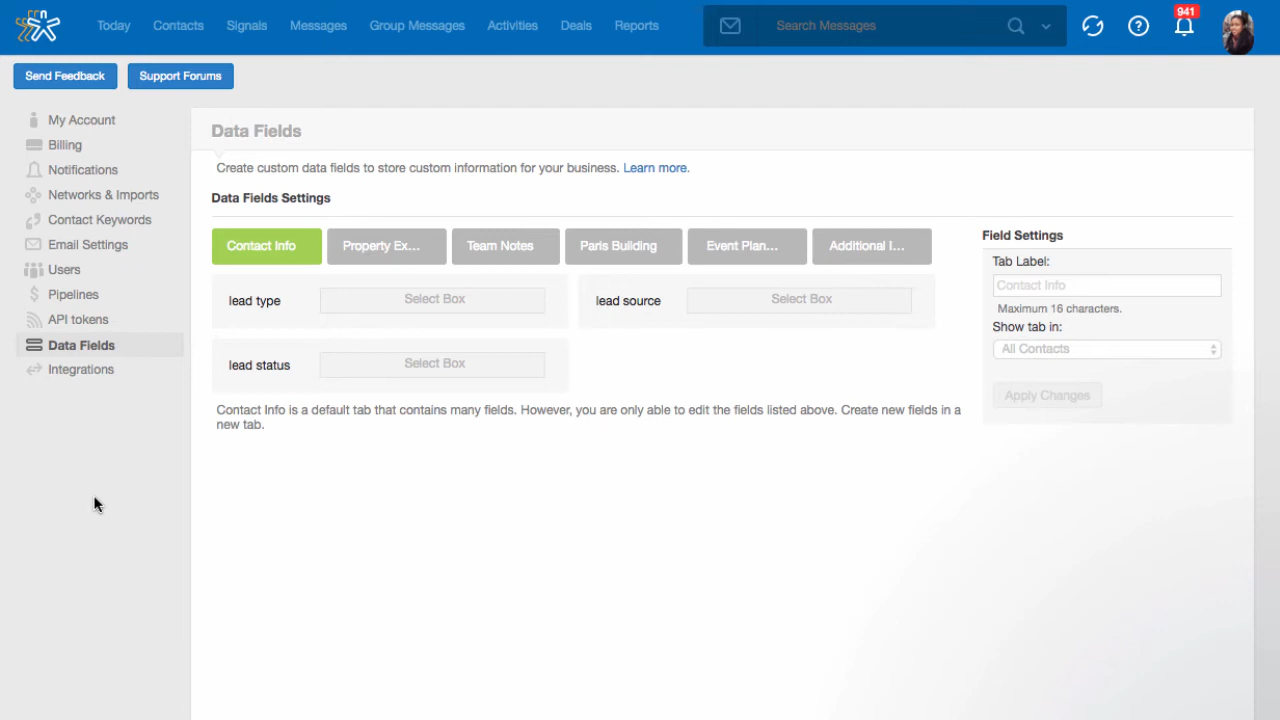 Today Contacts Signals Messages Group Messages Activities Deals Reports Search Messages 941
Send Feedback Support Forums
My Account
Billing
Notifications
Networks & Imports
Contact Keywords
Email Settings
Users
Pipelines
API tokens
Data Fields
Integrations
Data Fields
Create custom data fields to store custom information for your business. Learn more.
Data Fields Settings
Contact Info Property Ex... Team Notes Paris Building Event Plan... Additional I...
lead type Select Box lead source Select Box
lead status Select Box
Contact Info is a default tab that contains many fields. However, you are only able to edit the fields listed above. Create new fields in a
new tab.
Field Settings
Tab Label:
Contact Info
Maximum 16 characters.
Show tab in:
All Contacts
Apply Changes